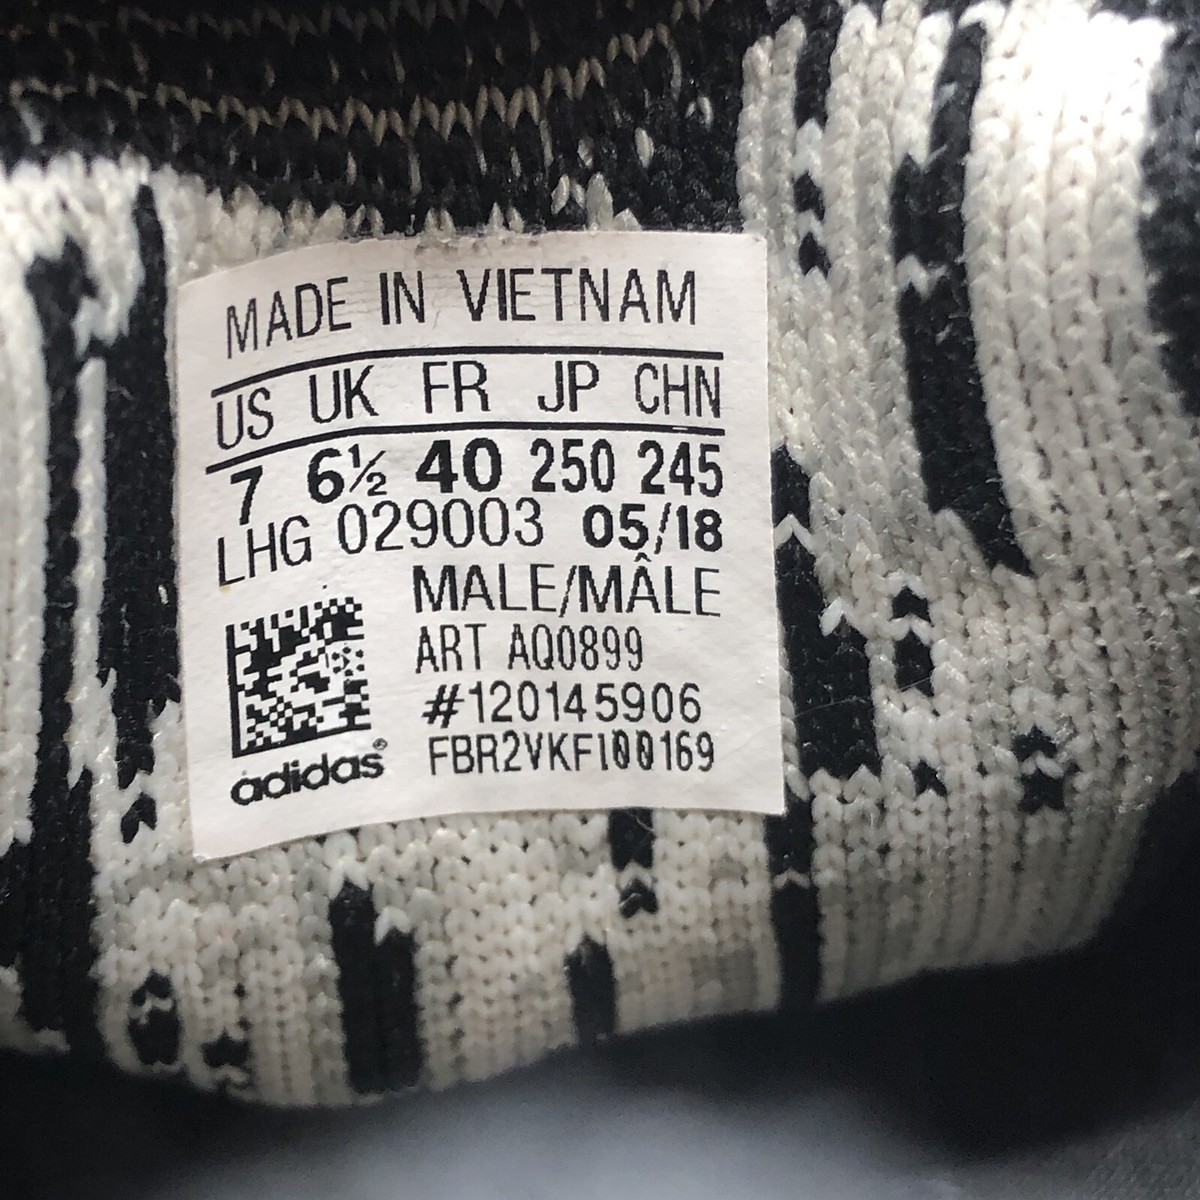 MADE IN VIETNAM
US UK FR JP CHN
7 6½ 40 250 245
LHG 029003 05/18
MALE/MÂLE
ART AQ0899
#120145906
FBR2VKFI00169
adidas®